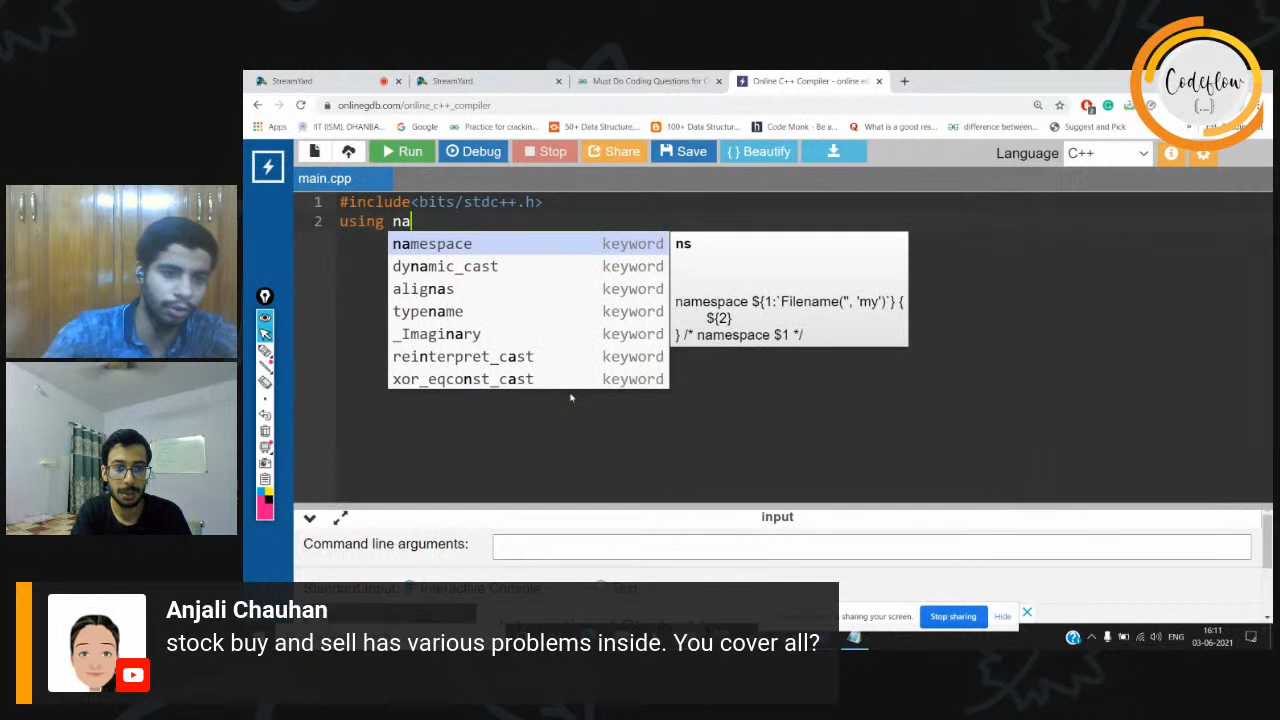 Codeflow
{...}
StreamYard
StreamYard
Must Do Coding Questions for C
Online C++ Compiler - online ed
onlinegdb.com/online_c++_compiler
Apps
IIT (ISM), DHANBA...
Google
Practice for crackin...
50+ Data Structure,...
100+ Data Structur...
Code Monk - Be a...
What is a good res...
difference between...
Suggest and Pick
Run
Debug
Stop
Share
Save
{ } Beautify
Language
C++
main.cpp
1 #include<bits/stdc++.h>
2 using na
namespace keyword
dynamic_cast keyword
alignas keyword
typename keyword
_Imaginary keyword
reinterpret_cast keyword
xor_eqconst_cast keyword
ns
namespace ${1:`Filename('', 'my')`} {
${2}
} /* namespace $1 */
input
Command line arguments:
Standard Input: Interactive Console Text
sharing your screen.
Stop sharing
Hide
ENG
16:11
03-06-2021
Anjali Chauhan
stock buy and sell has various problems inside. You cover all?